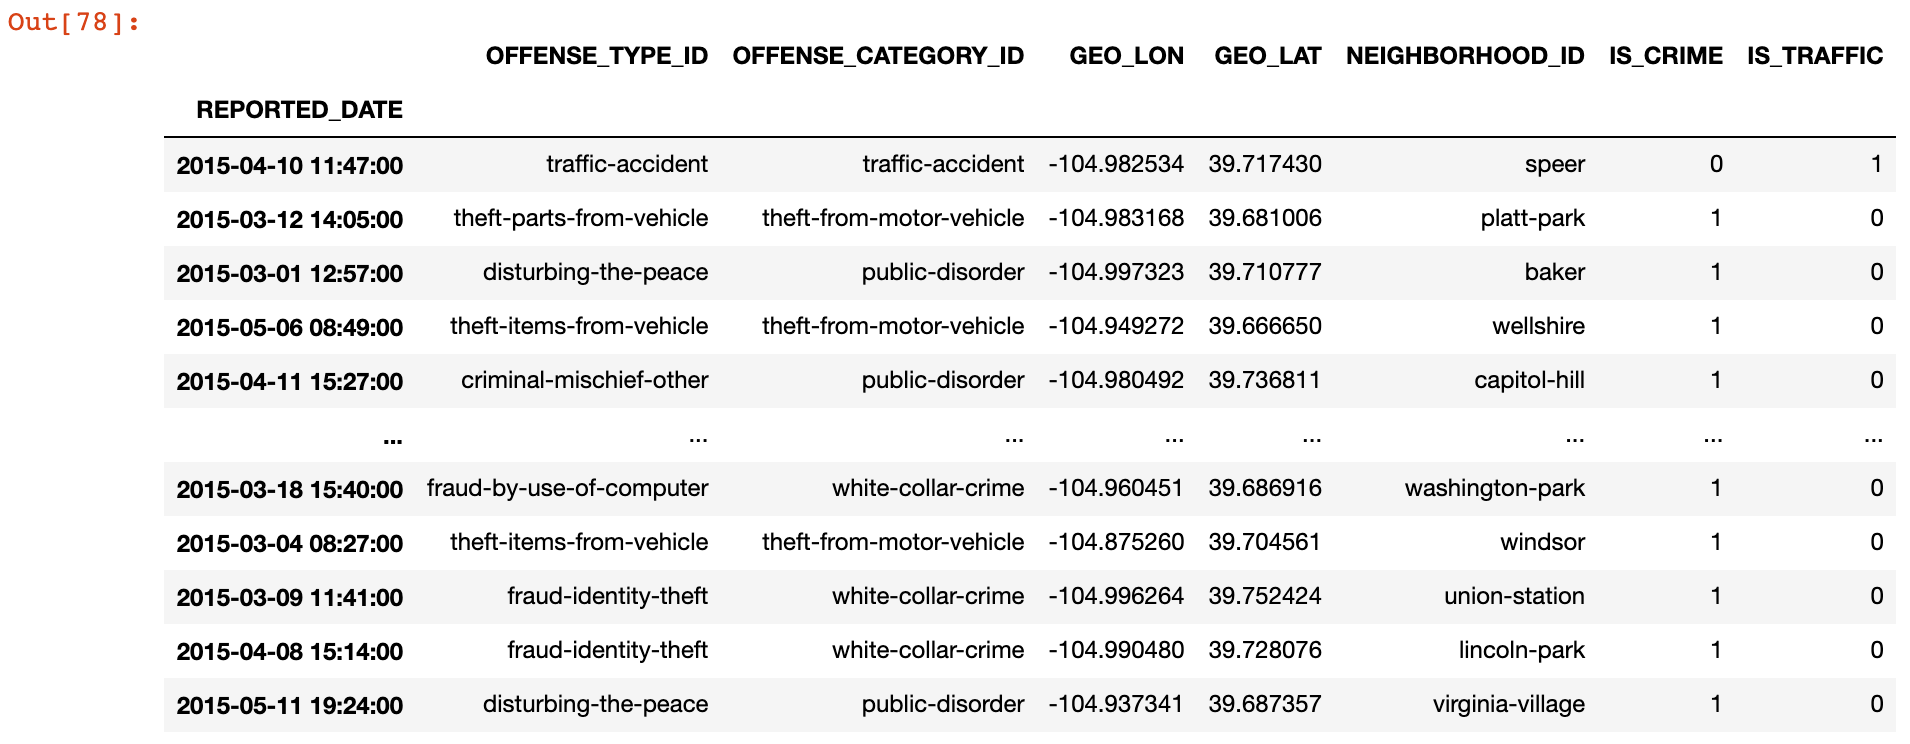 Out[78]:
OFFENSE_TYPE_ID OFFENSE_CATEGORY_ID GEO_LON GEO_LAT NEIGHBORHOOD_ID IS_CRIME IS_TRAFFIC
REPORTED_DATE
2015-04-10 11:47:00 traffic-accident traffic-accident -104.982534 39.717430 speer 0 1
2015-03-12 14:05:00 theft-parts-from-vehicle theft-from-motor-vehicle -104.983168 39.681006 platt-park 1 0
2015-03-01 12:57:00 disturbing-the-peace public-disorder -104.997323 39.710777 baker 1 0
2015-05-06 08:49:00 theft-items-from-vehicle theft-from-motor-vehicle -104.949272 39.666650 wellshire 1 0
2015-04-11 15:27:00 criminal-mischief-other public-disorder -104.980492 39.736811 capitol-hill 1 0
... ... ... ... ... ... ... ...
2015-03-18 15:40:00 fraud-by-use-of-computer white-collar-crime -104.960451 39.686916 washington-park 1 0
2015-03-04 08:27:00 theft-items-from-vehicle theft-from-motor-vehicle -104.875260 39.704561 windsor 1 0
2015-03-09 11:41:00 fraud-identity-theft white-collar-crime -104.996264 39.752424 union-station 1 0
2015-04-08 15:14:00 fraud-identity-theft white-collar-crime -104.990480 39.728076 lincoln-park 1 0
2015-05-11 19:24:00 disturbing-the-peace public-disorder -104.937341 39.687357 virginia-village 1 0